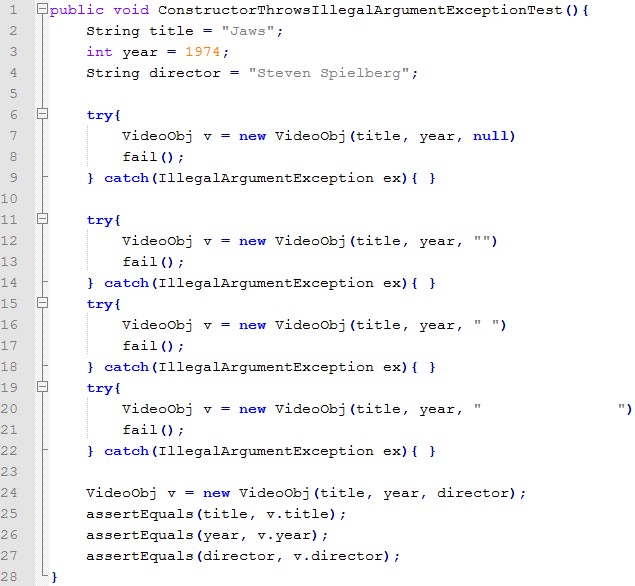 1 public void ConstructorThrowsIllegalArgumentExceptionTest(){
2 String title = "Jaws";
3 int year = 1974;
4 String director = "Steven Spielberg";
5
6 try{
7 VideoObj v = new VideoObj(title, year, null)
8 fail();
9 } catch(IllegalArgumentException ex){ }
10
11 try{
12 VideoObj v = new VideoObj(title, year, "")
13 fail();
14 } catch(IllegalArgumentException ex){ }
15 try{
16 VideoObj v = new VideoObj(title, year, " ")
17 fail();
18 } catch(IllegalArgumentException ex){ }
19 try{
20 VideoObj v = new VideoObj(title, year, "               ")
21 fail();
22 } catch(IllegalArgumentException ex){ }
23
24 VideoObj v = new VideoObj(title, year, director);
25 assertEquals(title, v.title);
26 assertEquals(year, v.year);
27 assertEquals(director, v.director);
28 }